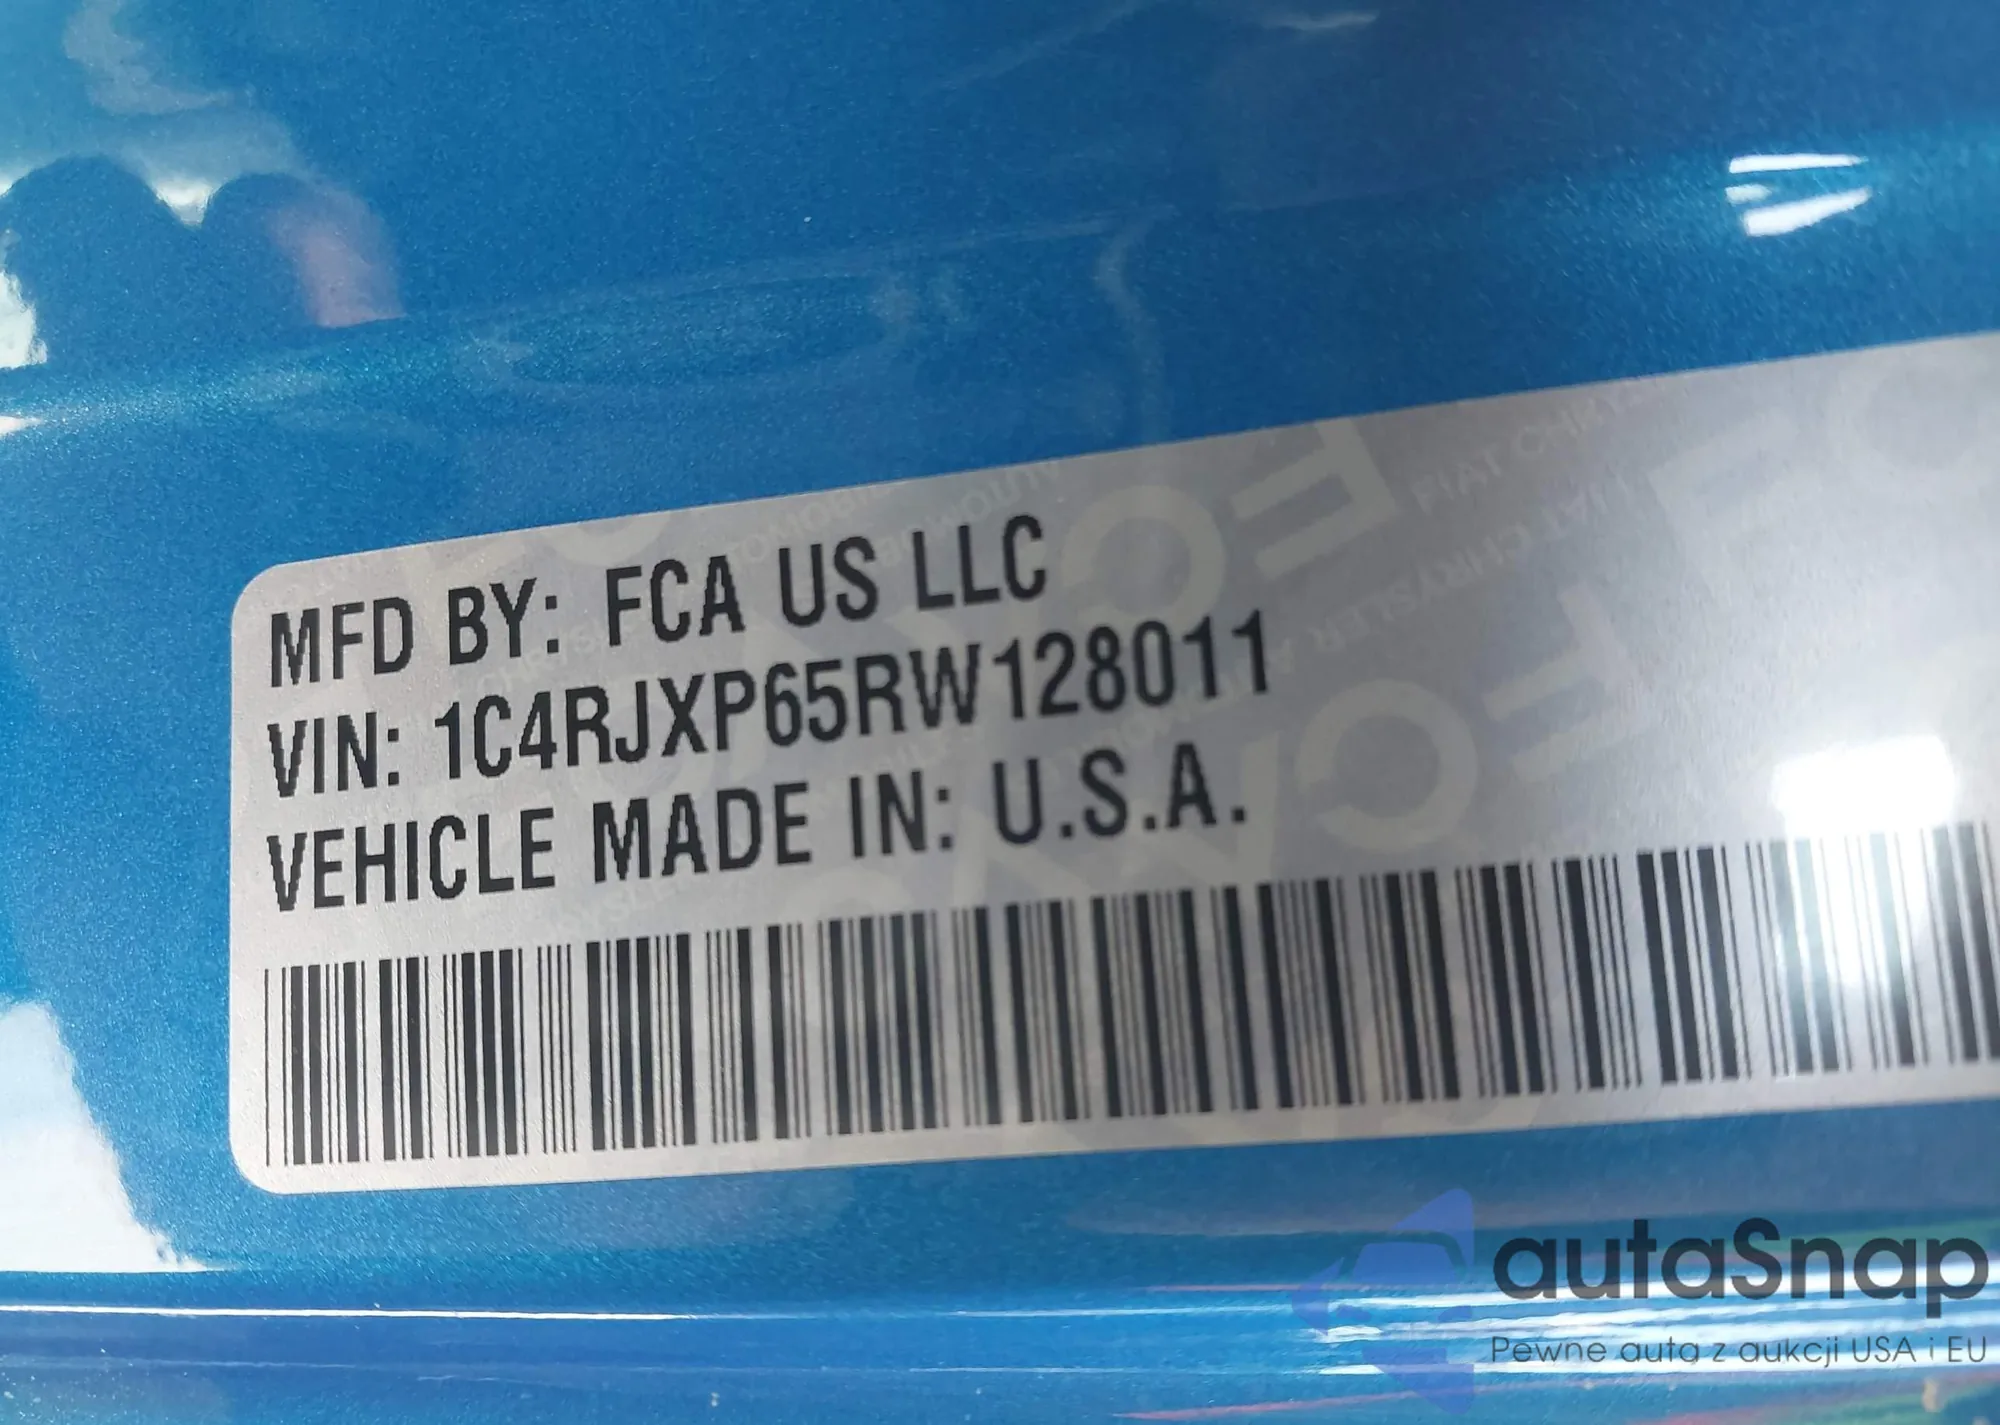 MFD BY: FCA US LLC
VIN: 1C4RJXP65RW128011
VEHICLE MADE IN: U.S.A.
autaSnap
Pewne auta z aukcji USA i EU